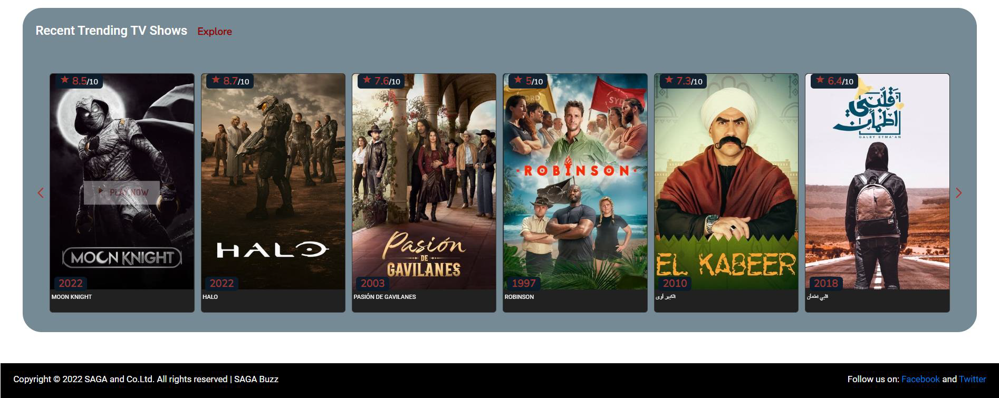 Recent Trending TV Shows Explore
★ 8.5/10
PLAY NOW
MOON KNIGHT
2022
MOON KNIGHT
★ 8.7/10
HALO
2022
HALO
★ 7.6/10
Pasión
DE
GAVILANES
2003
PASIÓN DE GAVILANES
★ 5/10
ROBINSON
1997
ROBINSON
★ 7.3/10
EL KABEER
2010
الكبير أوى
★ 6.4/10
قلبي
اطمأن
QALBY ETMA'AN
2018
قلبي اطمأن
Copyright © 2022 SAGA and Co.Ltd. All rights reserved | SAGA Buzz
Follow us on: Facebook and Twitter